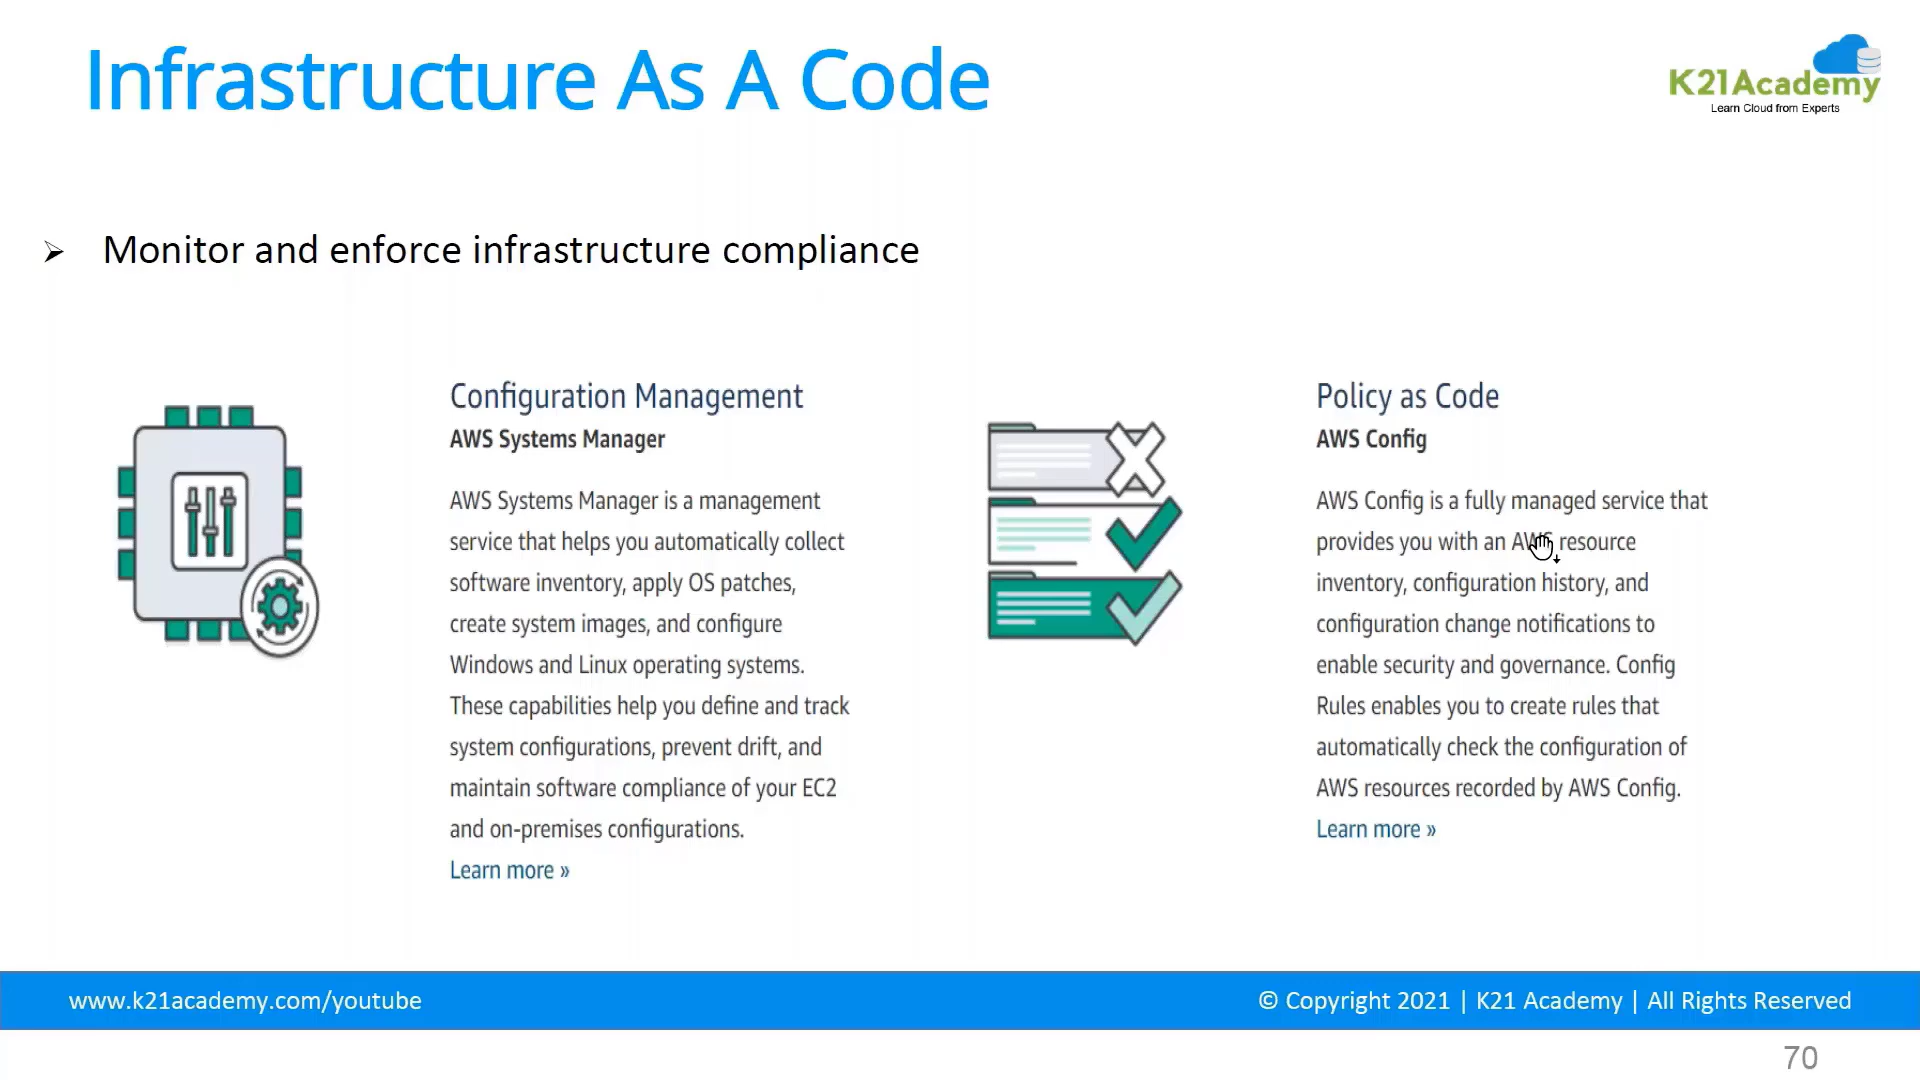 Infrastructure As A Code
K21Academy
Learn Cloud from Experts
➢ Monitor and enforce infrastructure compliance
Configuration Management
AWS Systems Manager
AWS Systems Manager is a management
service that helps you automatically collect
software inventory, apply OS patches,
create system images, and configure
Windows and Linux operating systems.
These capabilities help you define and track
system configurations, prevent drift, and
maintain software compliance of your EC2
and on-premises configurations.
Learn more »
Policy as Code
AWS Config
AWS Config is a fully managed service that
provides you with an AWS resource
inventory, configuration history, and
configuration change notifications to
enable security and governance. Config
Rules enables you to create rules that
automatically check the configuration of
AWS resources recorded by AWS Config.
Learn more »
www.k21academy.com/youtube
© Copyright 2021 | K21 Academy | All Rights Reserved
70